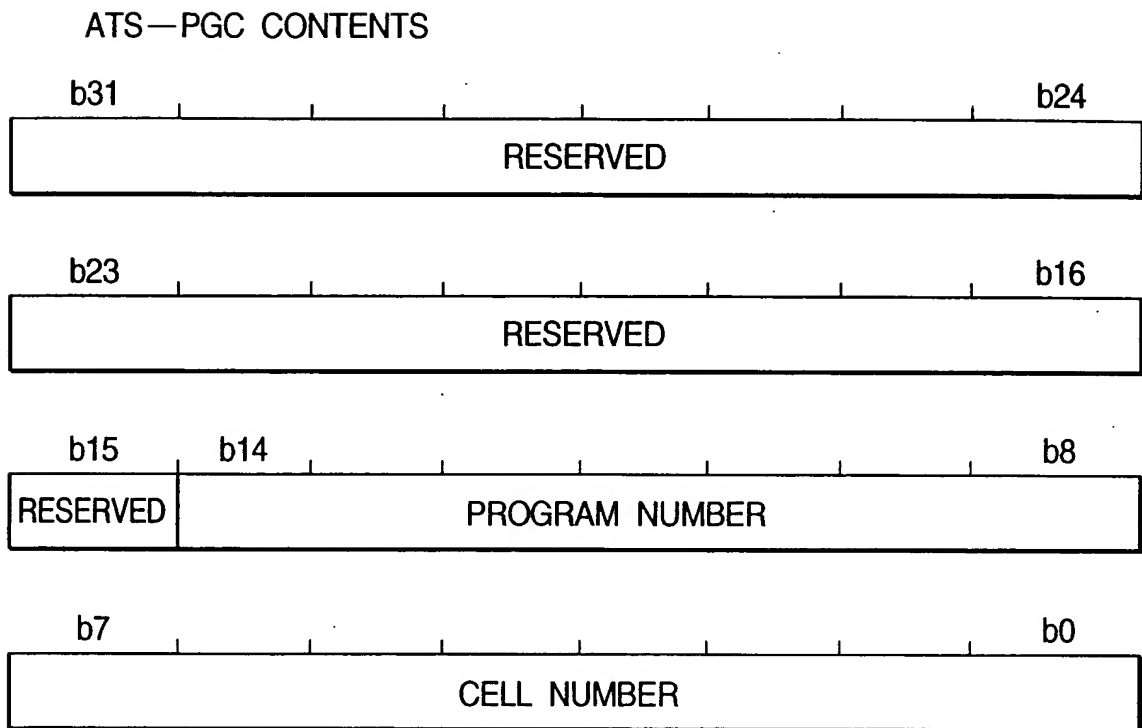 ATS—PGC CONTENTS
b31 b24
RESERVED
b23 b16
RESERVED
b15 b14 b8
RESERVED PROGRAM NUMBER
b7 b0
CELL NUMBER